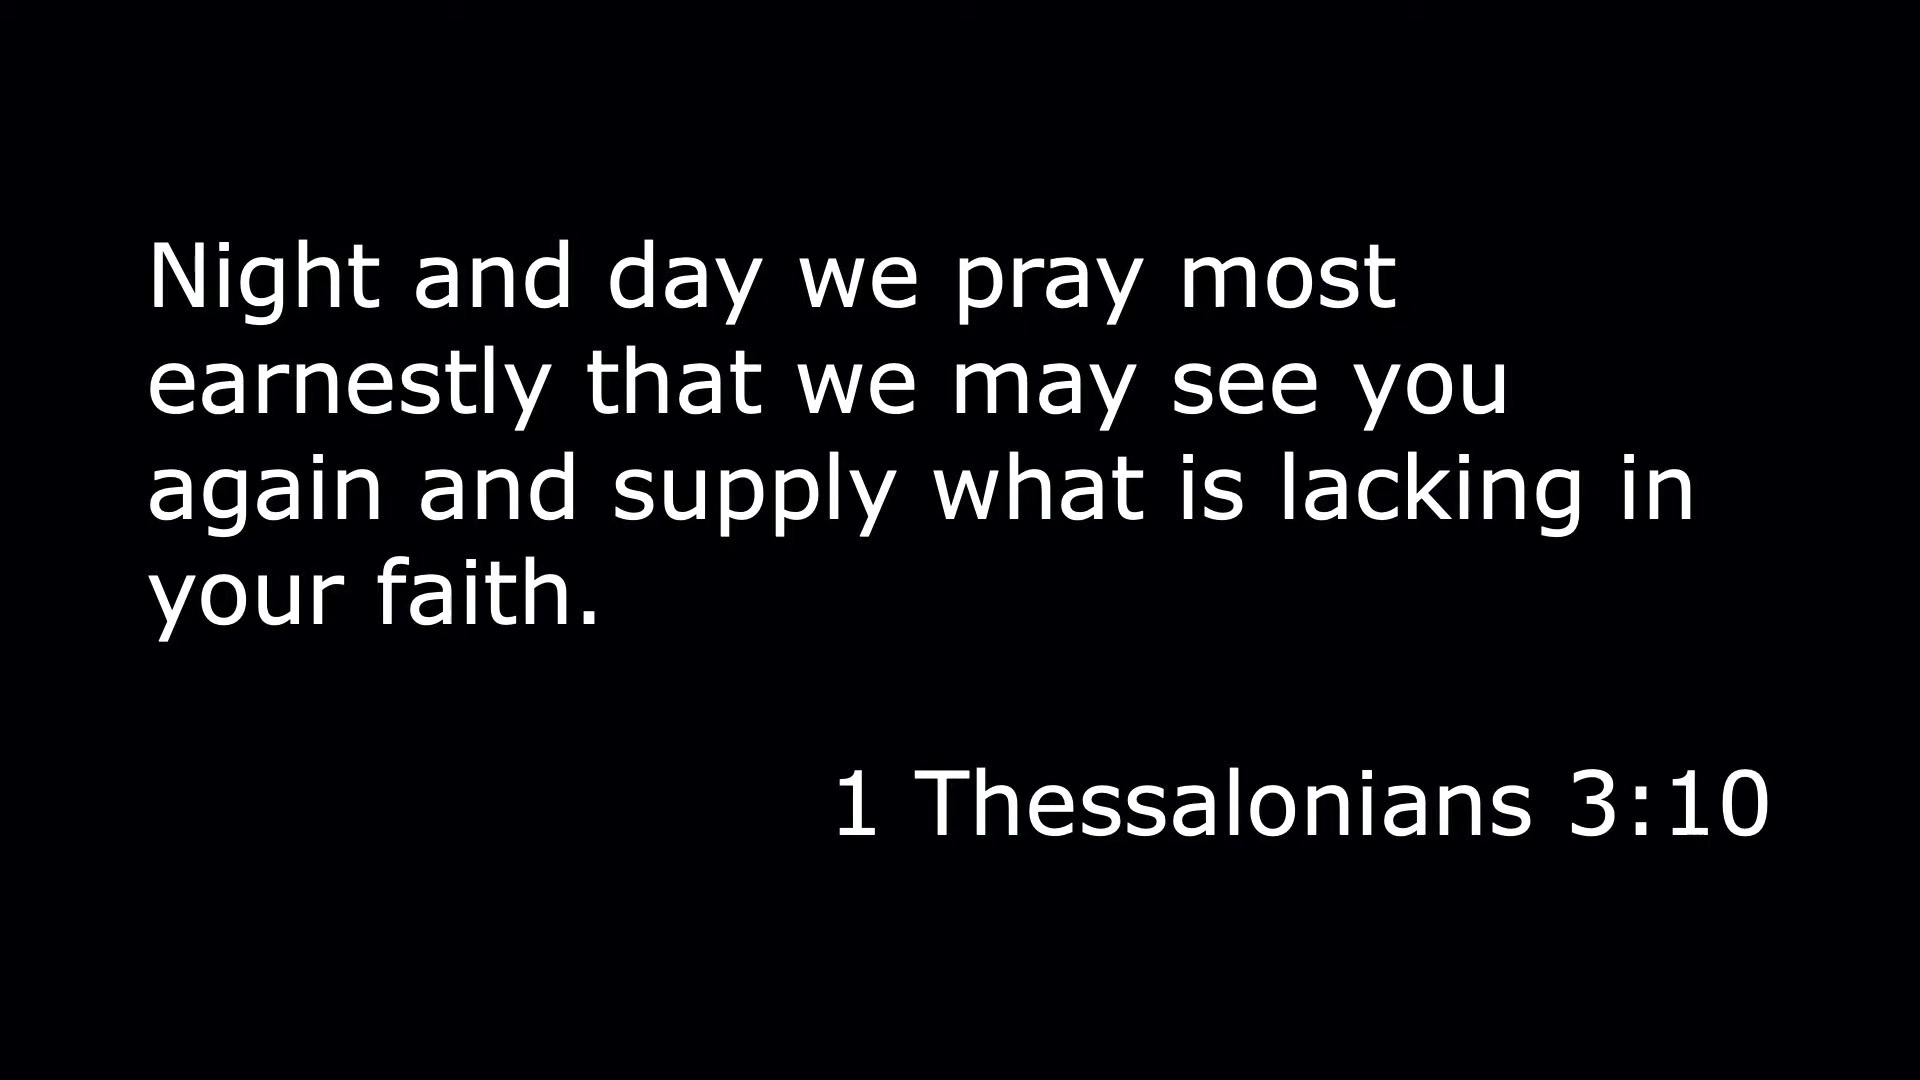 Night and day we pray most
earnestly that we may see you
again and supply what is lacking in
your faith.
1 Thessalonians 3:10